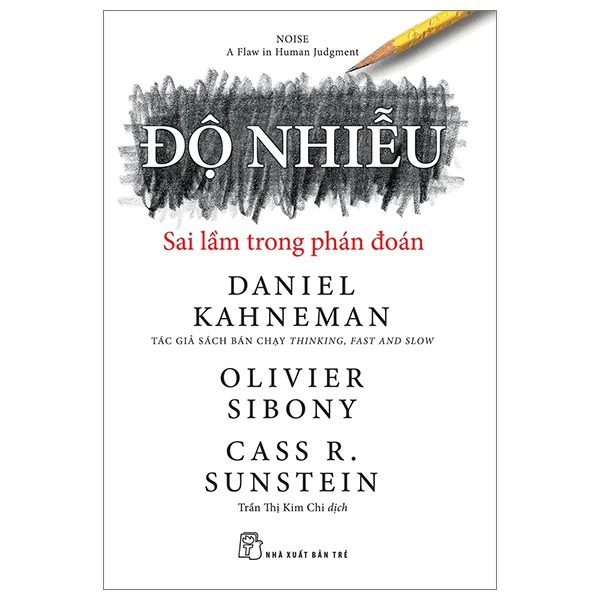 NOISE
A Flaw in Human Judgment
ĐỘ NHIỄU
Sai lầm trong phán đoán
DANIEL
KAHNEMAN
TÁC GIẢ SÁCH BÁN CHẠY THINKING, FAST AND SLOW
OLIVIER
SIBONY
CASS R.
SUNSTEIN
Trần Thị Kim Chi dịch
NHÀ XUẤT BẢN TRẺ